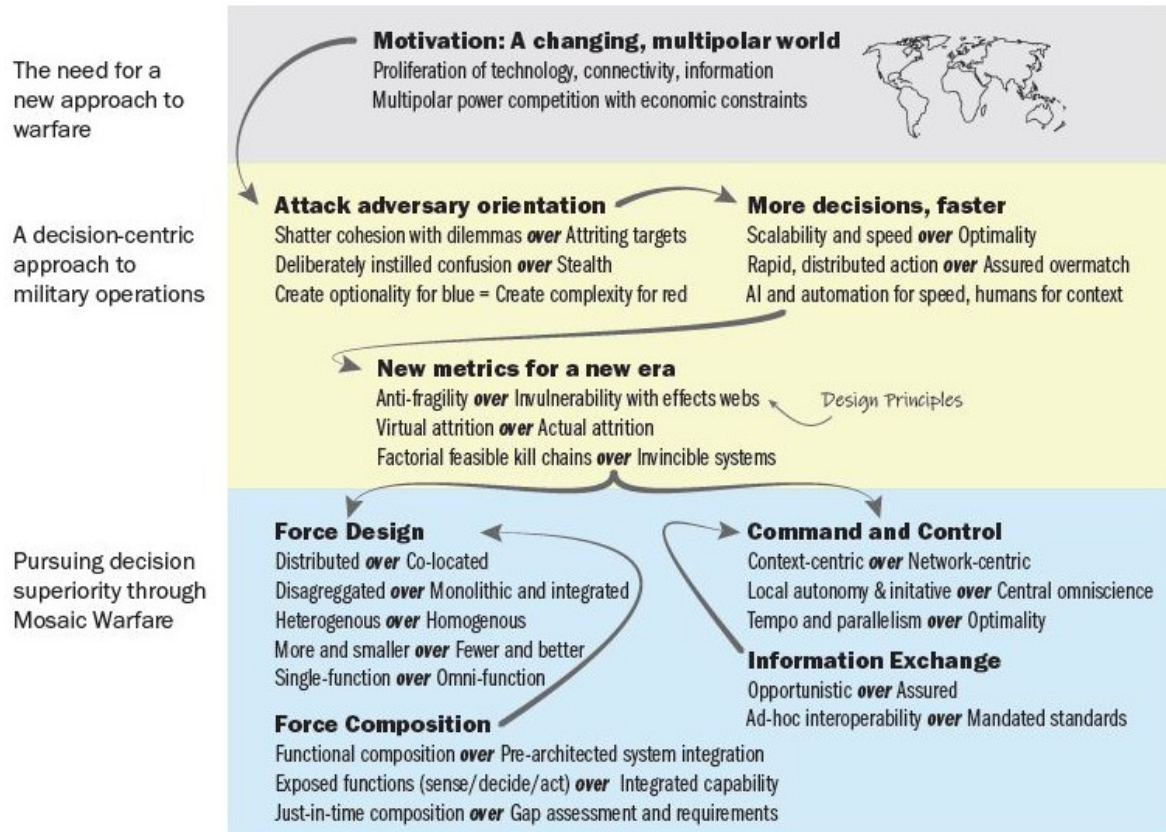 The need for a
new approach to
warfare
Motivation: A changing, multipolar world
Proliferation of technology, connectivity, information
Multipolar power competition with economic constraints
A decision-centric
approach to
military operations
Attack adversary orientation
Shatter cohesion with dilemmas over Attriting targets
Deliberately instilled confusion over Stealth
Create optionality for blue = Create complexity for red
More decisions, faster
Scalability and speed over Optimality
Rapid, distributed action over Assured overmatch
AI and automation for speed, humans for context
New metrics for a new era
Anti-fragility over Invulnerability with effects webs
Virtual attrition over Actual attrition
Factorial feasible kill chains over Invincible systems
Design Principles
Pursuing decision
superiority through
Mosaic Warfare
Force Design
Distributed over Co-located
Disaggregated over Monolithic and integrated
Heterogenous over Homogenous
More and smaller over Fewer and better
Single-function over Omni-function
Force Composition
Functional composition over Pre-architected system integration
Exposed functions (sense/decide/act) over Integrated capability
Just-in-time composition over Gap assessment and requirements
Command and Control
Context-centric over Network-centric
Local autonomy & initative over Central omniscience
Tempo and parallelism over Optimality
Information Exchange
Opportunistic over Assured
Ad-hoc interoperability over Mandated standards